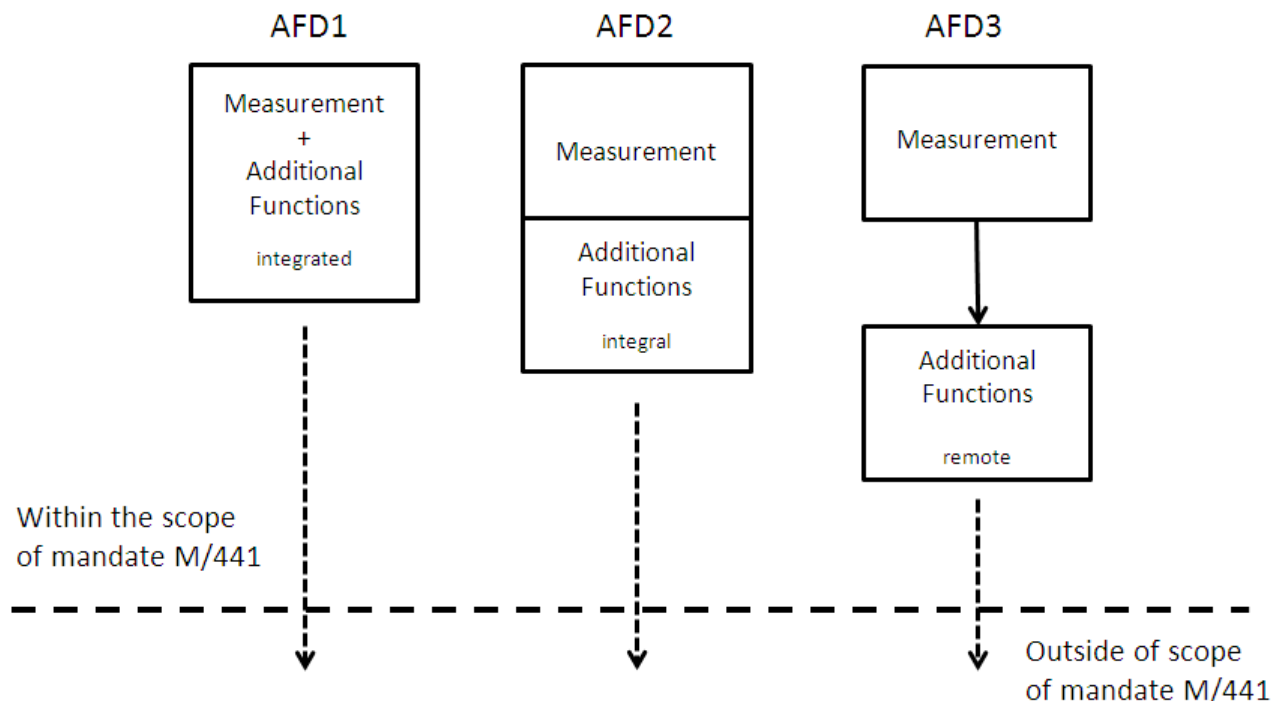 AFD1
AFD2
AFD3
Measurement
+
Additional
Functions
integrated
Measurement
Additional
Functions
integral
Measurement
Additional
Functions
remote
Within the scope
of mandate M/441
Outside of scope
of mandate M/441